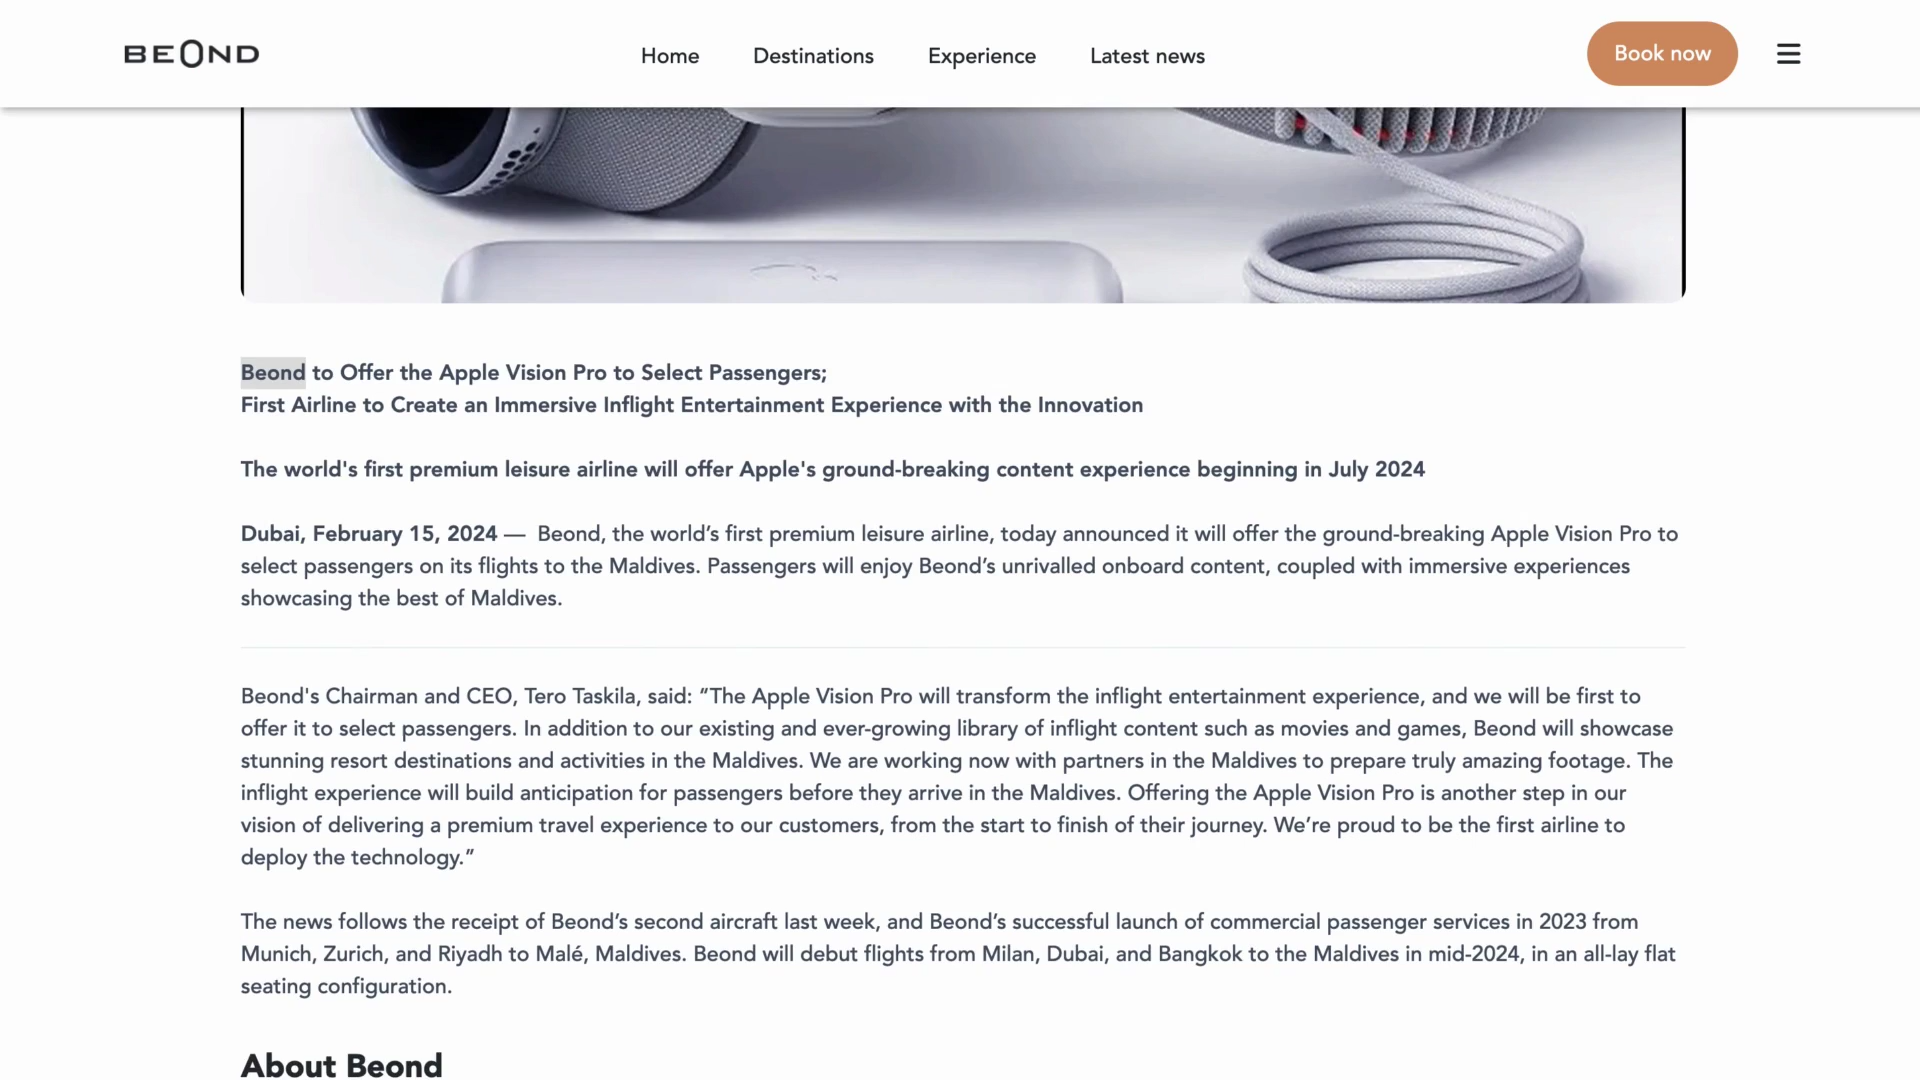 BEOND
Home
Destinations
Experience
Latest news
Book now
Beond to Offer the Apple Vision Pro to Select Passengers;
First Airline to Create an Immersive Inflight Entertainment Experience with the Innovation
The world's first premium leisure airline will offer Apple's ground-breaking content experience beginning in July 2024
Dubai, February 15, 2024 — Beond, the world’s first premium leisure airline, today announced it will offer the ground-breaking Apple Vision Pro to
select passengers on its flights to the Maldives. Passengers will enjoy Beond’s unrivalled onboard content, coupled with immersive experiences
showcasing the best of Maldives.
Beond's Chairman and CEO, Tero Taskila, said: “The Apple Vision Pro will transform the inflight entertainment experience, and we will be first to
offer it to select passengers. In addition to our existing and ever-growing library of inflight content such as movies and games, Beond will showcase
stunning resort destinations and activities in the Maldives. We are working now with partners in the Maldives to prepare truly amazing footage. The
inflight experience will build anticipation for passengers before they arrive in the Maldives. Offering the Apple Vision Pro is another step in our
vision of delivering a premium travel experience to our customers, from the start to finish of their journey. We’re proud to be the first airline to
deploy the technology.”
The news follows the receipt of Beond’s second aircraft last week, and Beond’s successful launch of commercial passenger services in 2023 from
Munich, Zurich, and Riyadh to Malé, Maldives. Beond will debut flights from Milan, Dubai, and Bangkok to the Maldives in mid-2024, in an all-lay flat
seating configuration.
About Beond